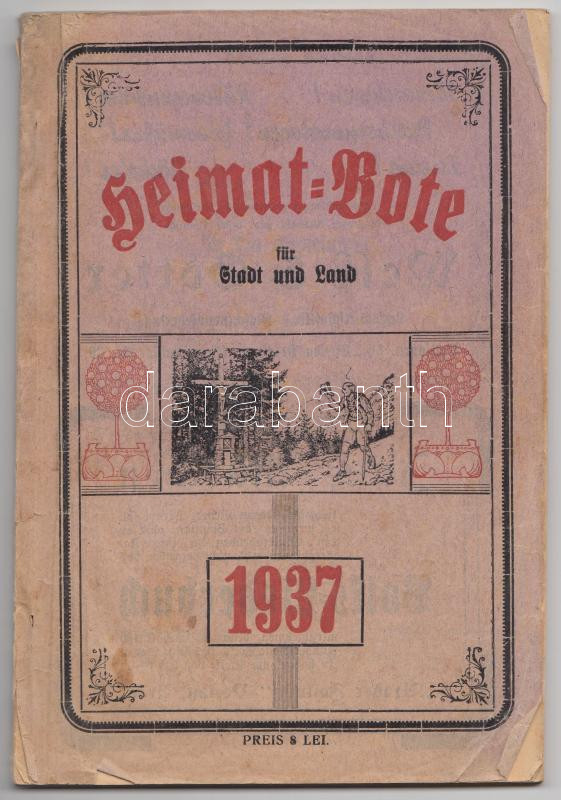 Heimat=Bote
für
Stadt und Land
darabanth
1937
PREIS 8 LEI.